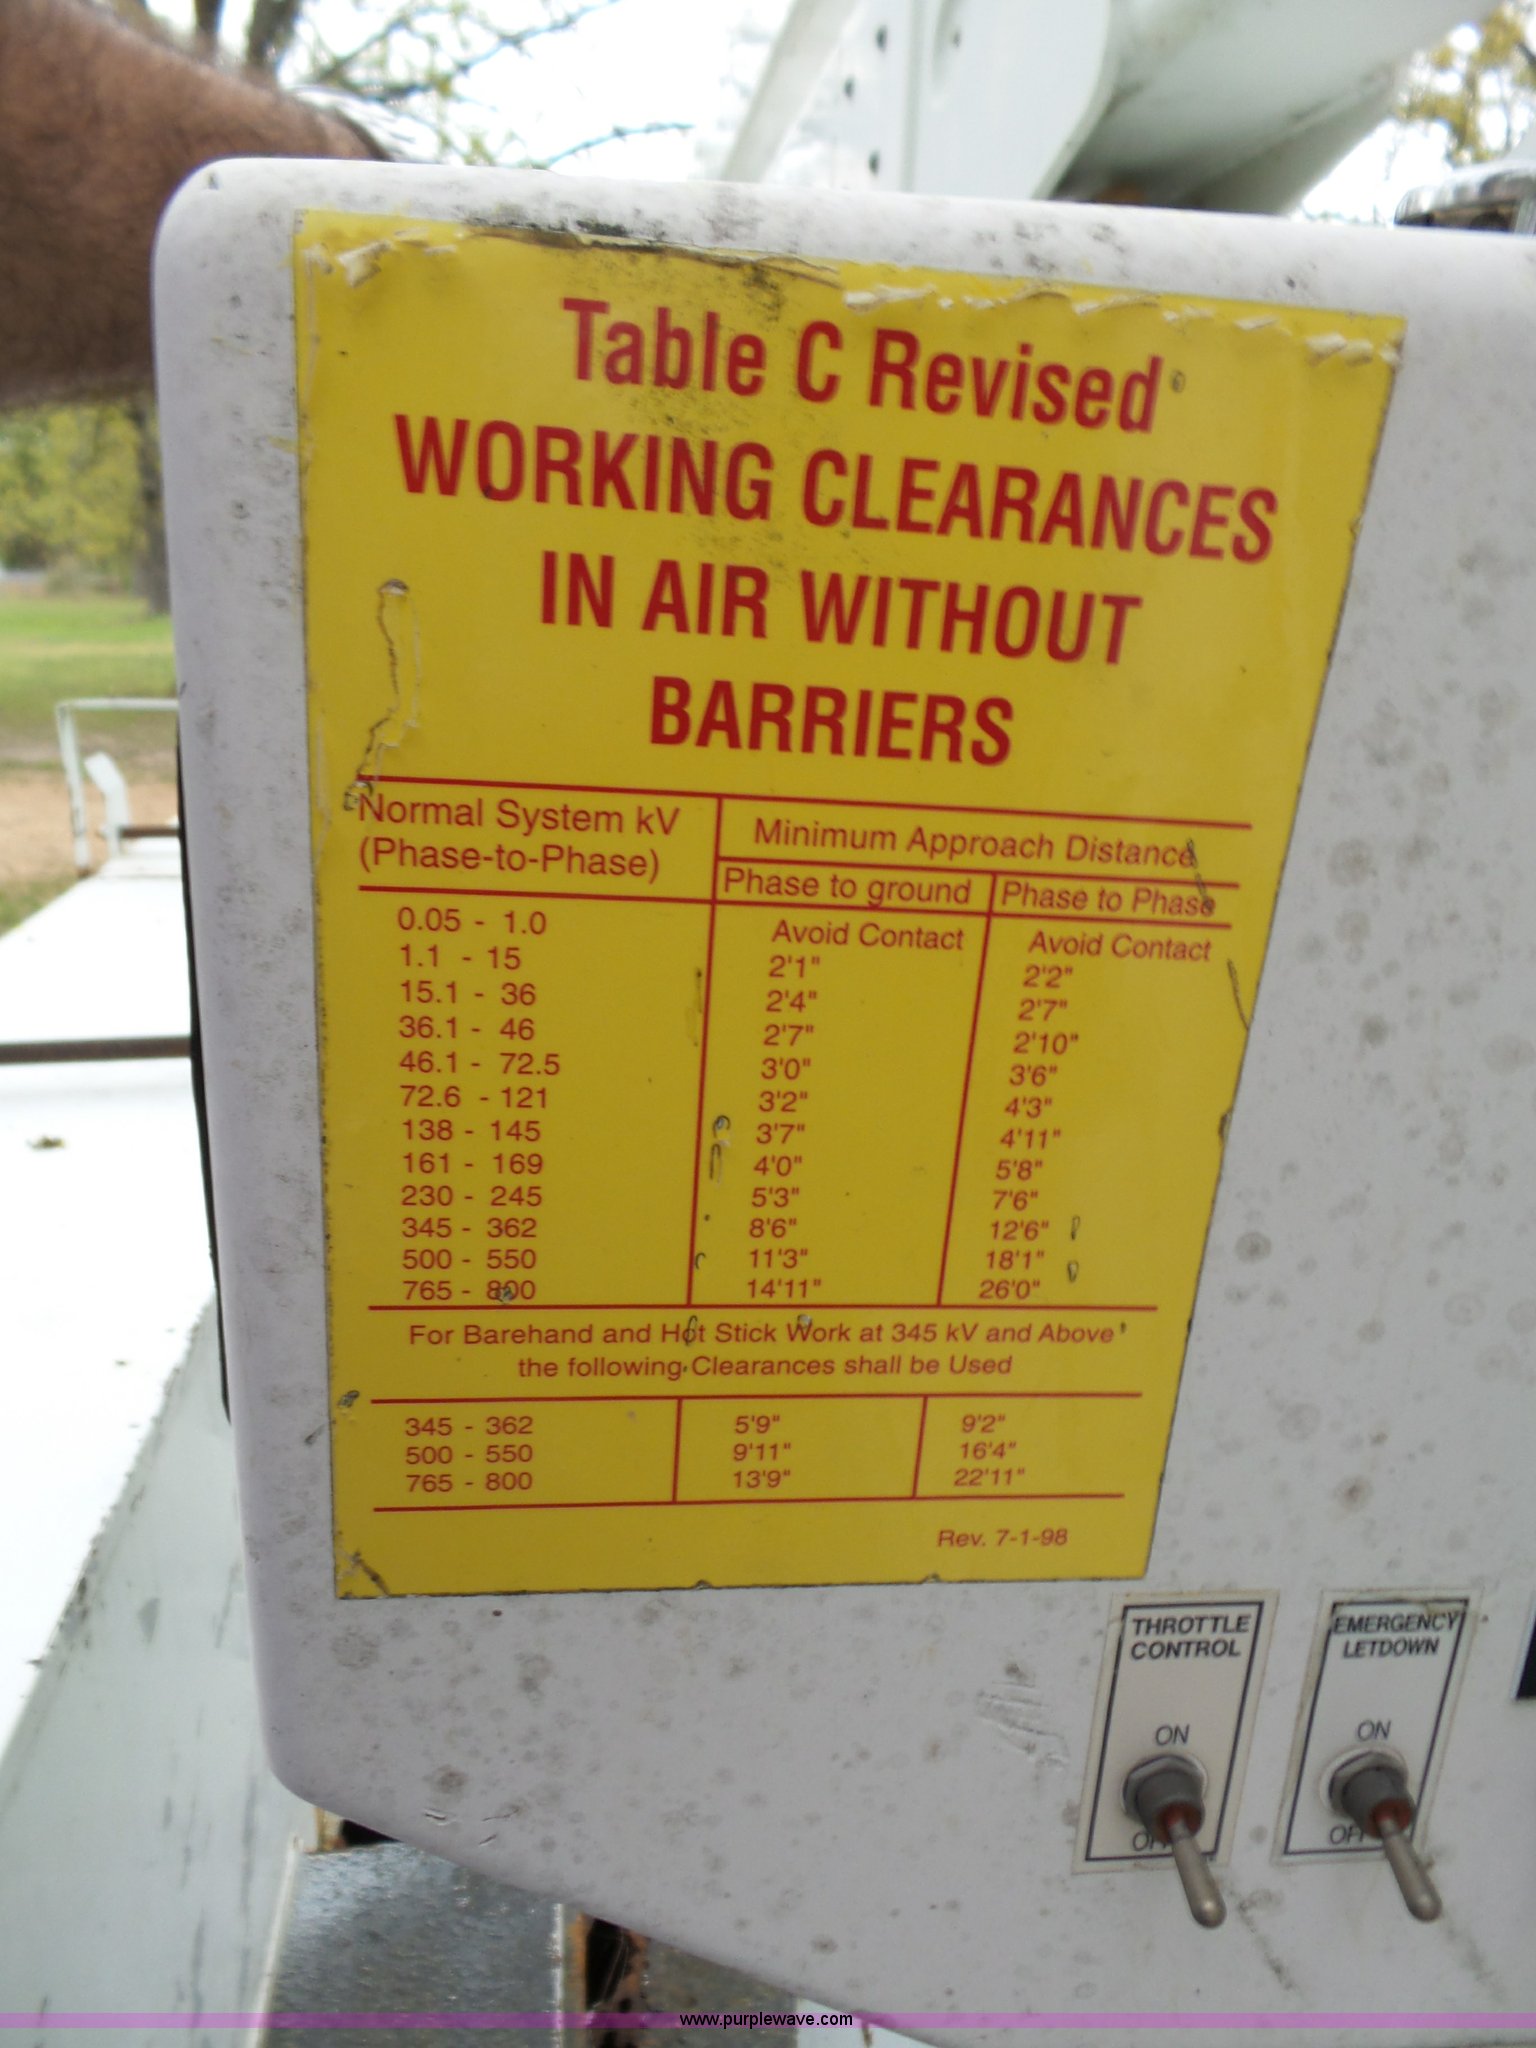 Table C Revised
WORKING CLEARANCES
IN AIR WITHOUT
BARRIERS
Normal System kV
(Phase-to-Phase)
Minimum Approach Distance
Phase to ground Phase to Phase
0.05 - 1.0 Avoid Contact Avoid Contact
1.1 - 15 2'1" 2'2"
15.1 - 36 2'4" 2'7"
36.1 - 46 2'7" 2'10"
46.1 - 72.5 3'0" 3'6"
72.6 - 121 3'2" 4'3"
138 - 145 3'7" 4'11"
161 - 169 4'0" 5'8"
230 - 245 5'3" 7'6"
345 - 362 8'6" 12'6"
500 - 550 11'3" 18'1"
765 - 800 14'11" 26'0"
For Barehand and Hot Stick Work at 345 kV and Above
the following Clearances shall be Used
345 - 362 5'9" 9'2"
500 - 550 9'11" 16'4"
765 - 800 13'9" 22'11"
Rev. 7-1-98
THROTTLE
CONTROL
ON
OFF
EMERGENCY
LETDOWN
ON
OFF
www.purplewave.com